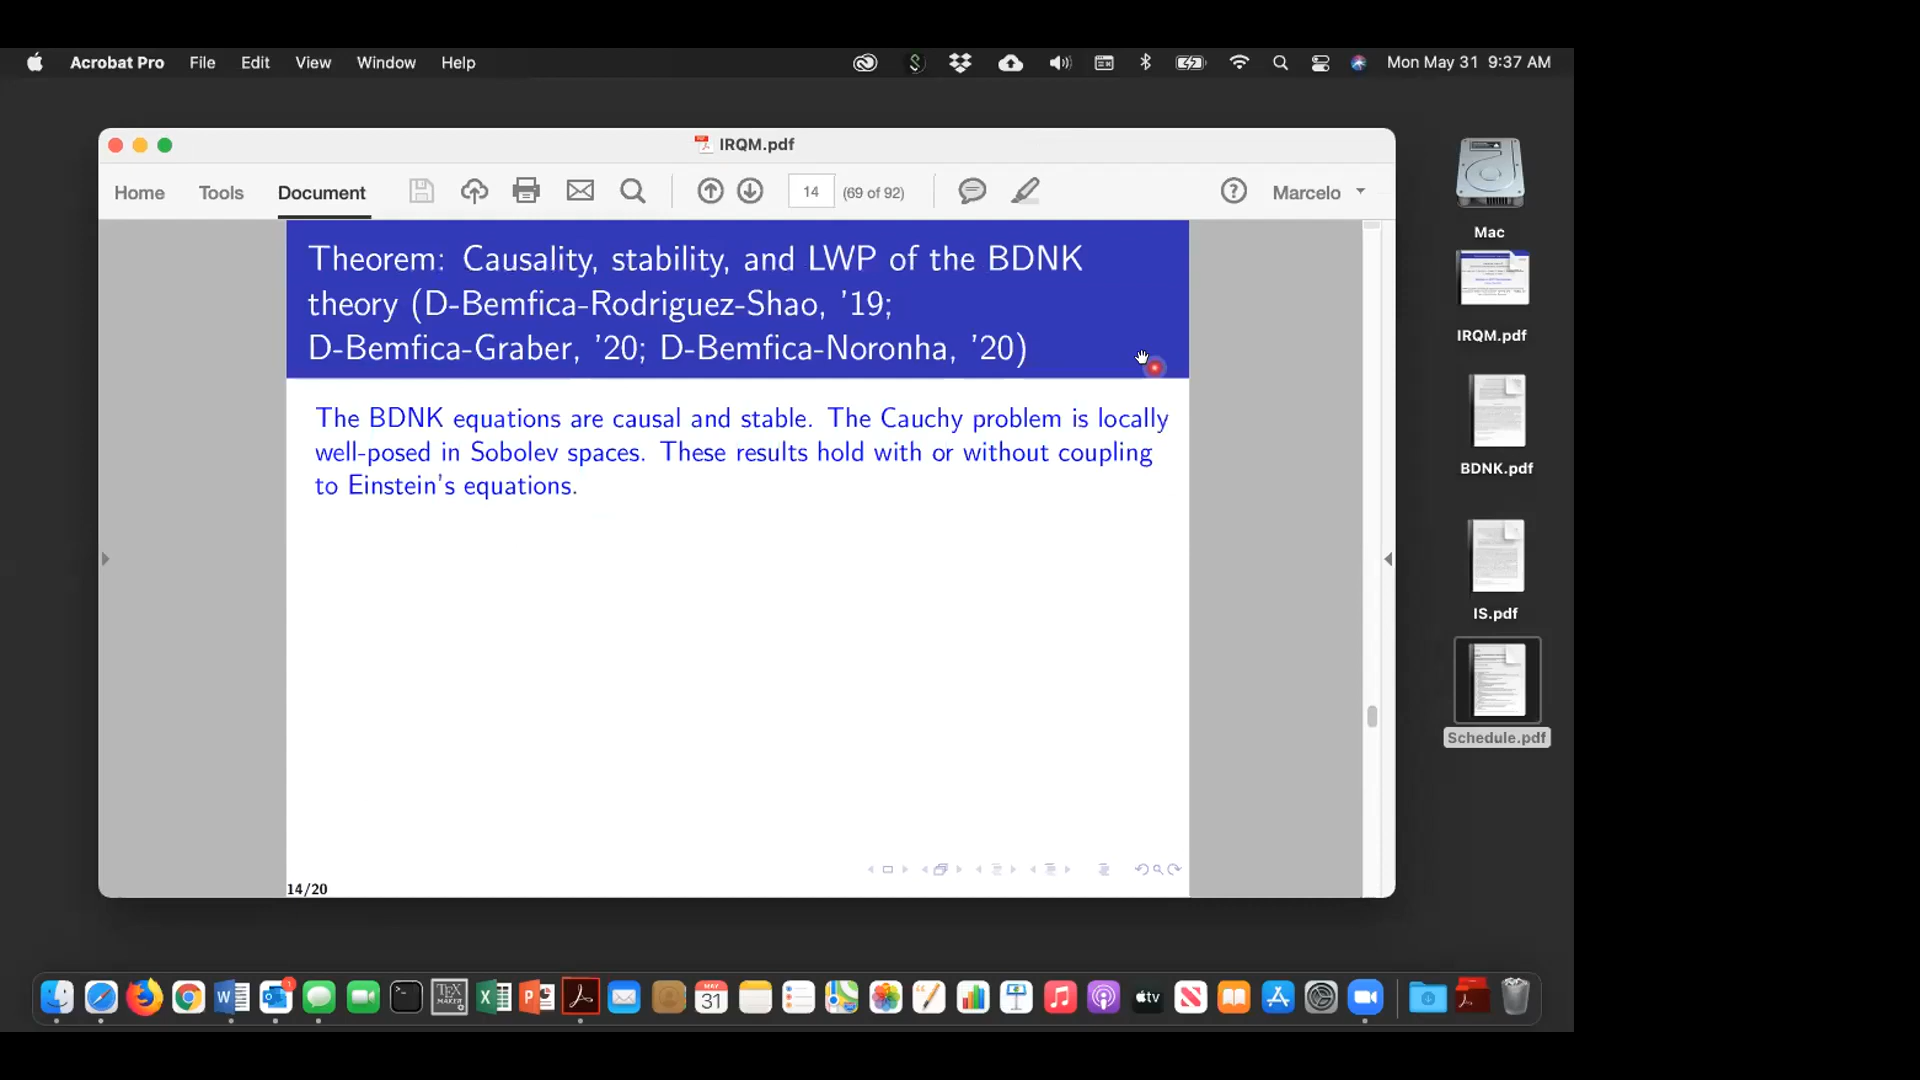 Acrobat Pro File Edit View Window Help Mon May 31 9:37 AM
IRQM.pdf
Home Tools Document 14 (69 of 92) Marcelo
Theorem: Causality, stability, and LWP of the BDNK
theory (D-Bemfica-Rodriguez-Shao, ’19;
D-Bemfica-Graber, ’20; D-Bemfica-Noronha, ’20)
The BDNK equations are causal and stable. The Cauchy problem is locally
well-posed in Sobolev spaces. These results hold with or without coupling
to Einstein's equations.
14/20
Mac
IRQM.pdf
BDNK.pdf
IS.pdf
Schedule.pdf
31
tv